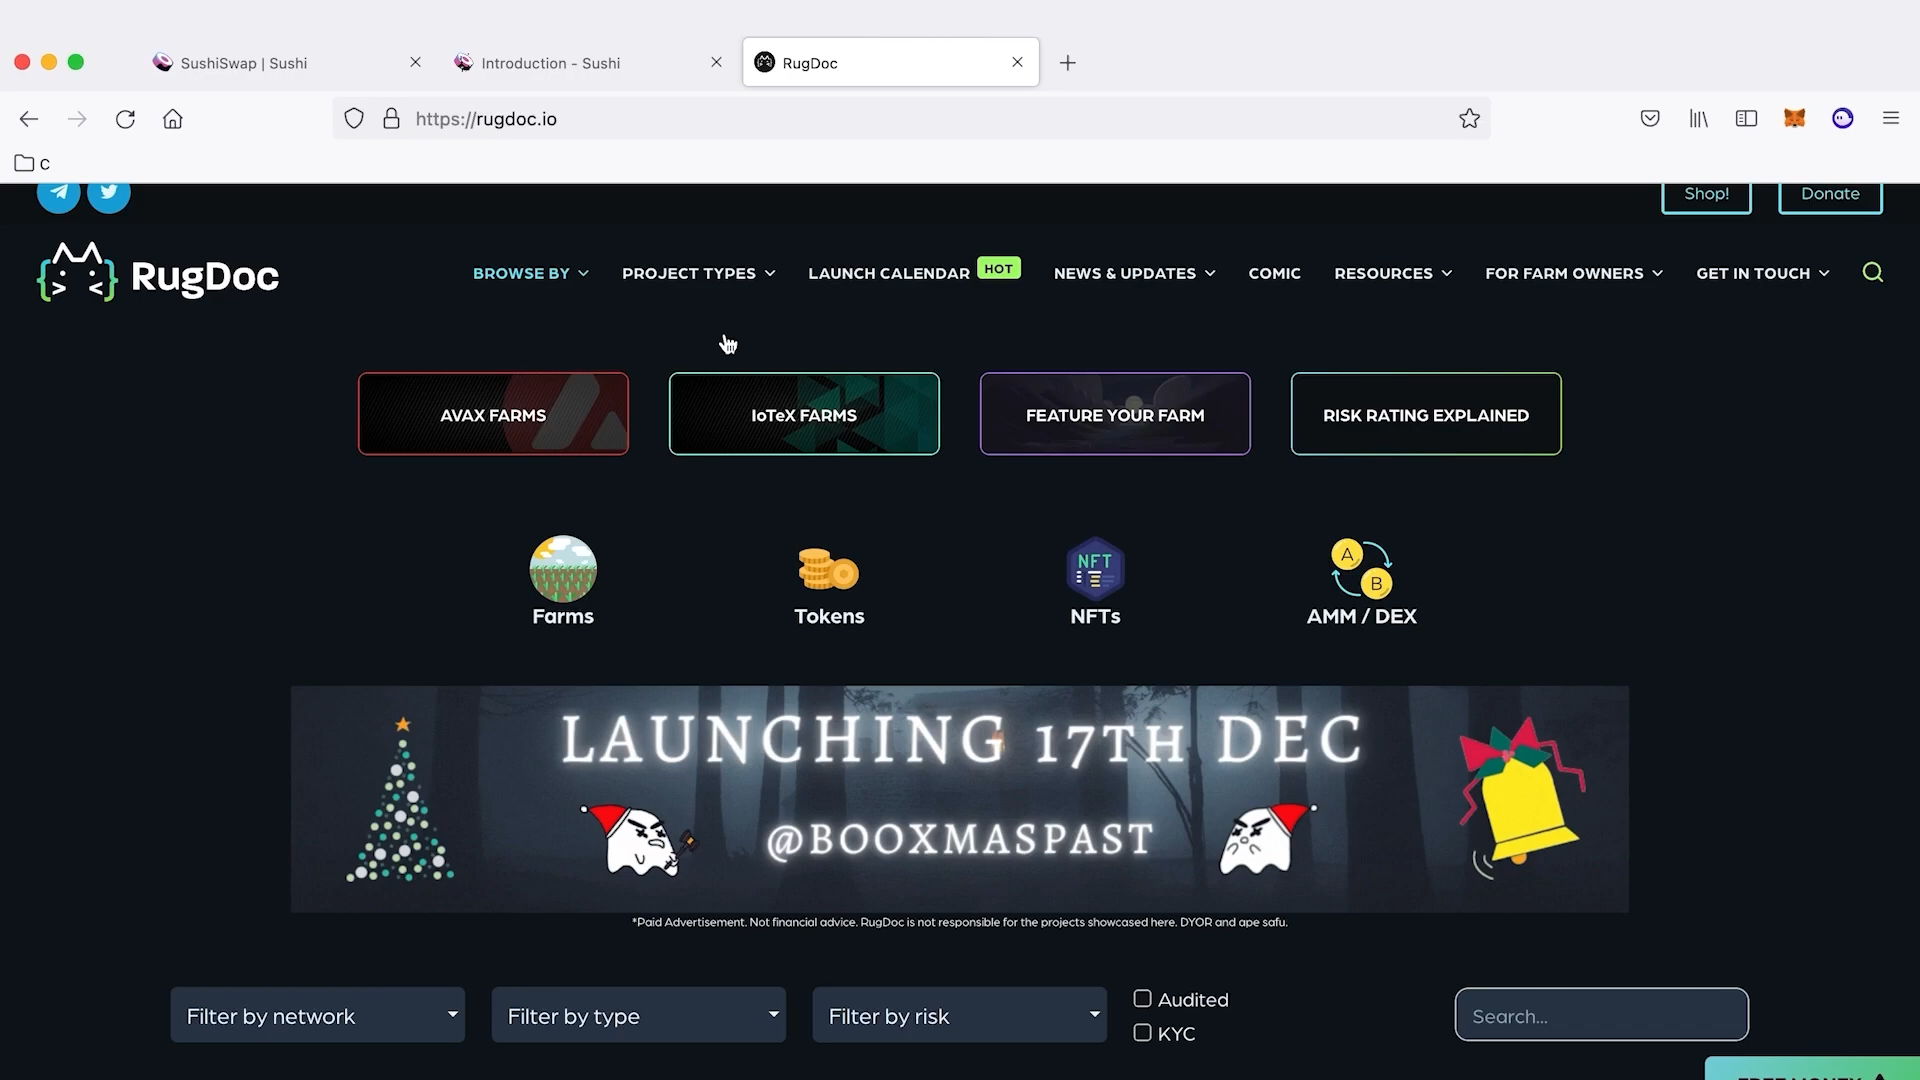 SushiSwap | Sushi
Introduction - Sushi
RugDoc
https://rugdoc.io
C
Shop!
Donate
RugDoc
BROWSE BY
PROJECT TYPES
LAUNCH CALENDAR
HOT
NEWS & UPDATES
COMIC
RESOURCES
FOR FARM OWNERS
GET IN TOUCH
AVAX FARMS
IoTeX FARMS
FEATURE YOUR FARM
RISK RATING EXPLAINED
NFT
A
B
Farms
Tokens
NFTs
AMM / DEX
LAUNCHING 17TH DEC
@BOOXMASPAST
*Paid Advertisement. Not financial advice. RugDoc is not responsible for the projects showcased here. DYOR and ape safu.
Filter by network
Filter by type
Filter by risk
Audited
KYC
Search...